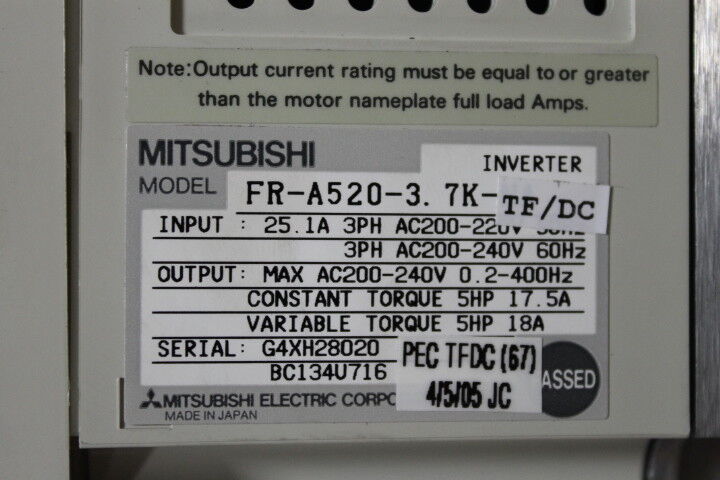 Note:Output current rating must be equal to or greater
than the motor nameplate full load Amps.
MITSUBISHI
INVERTER
MODEL FR-A520-3.7K-
TF/DC
INPUT : 25.1A 3PH AC200-220V 50Hz
3PH AC200-240V 60Hz
OUTPUT: MAX AC200-240V 0.2-400Hz
CONSTANT TORQUE 5HP 17.5A
VARIABLE TORQUE 5HP 18A
SERIAL: G4XH28020
BC134U716
PEC TFDC (67)
4/5/05 JC
ASSED
MITSUBISHI ELECTRIC CORPO
MADE IN JAPAN